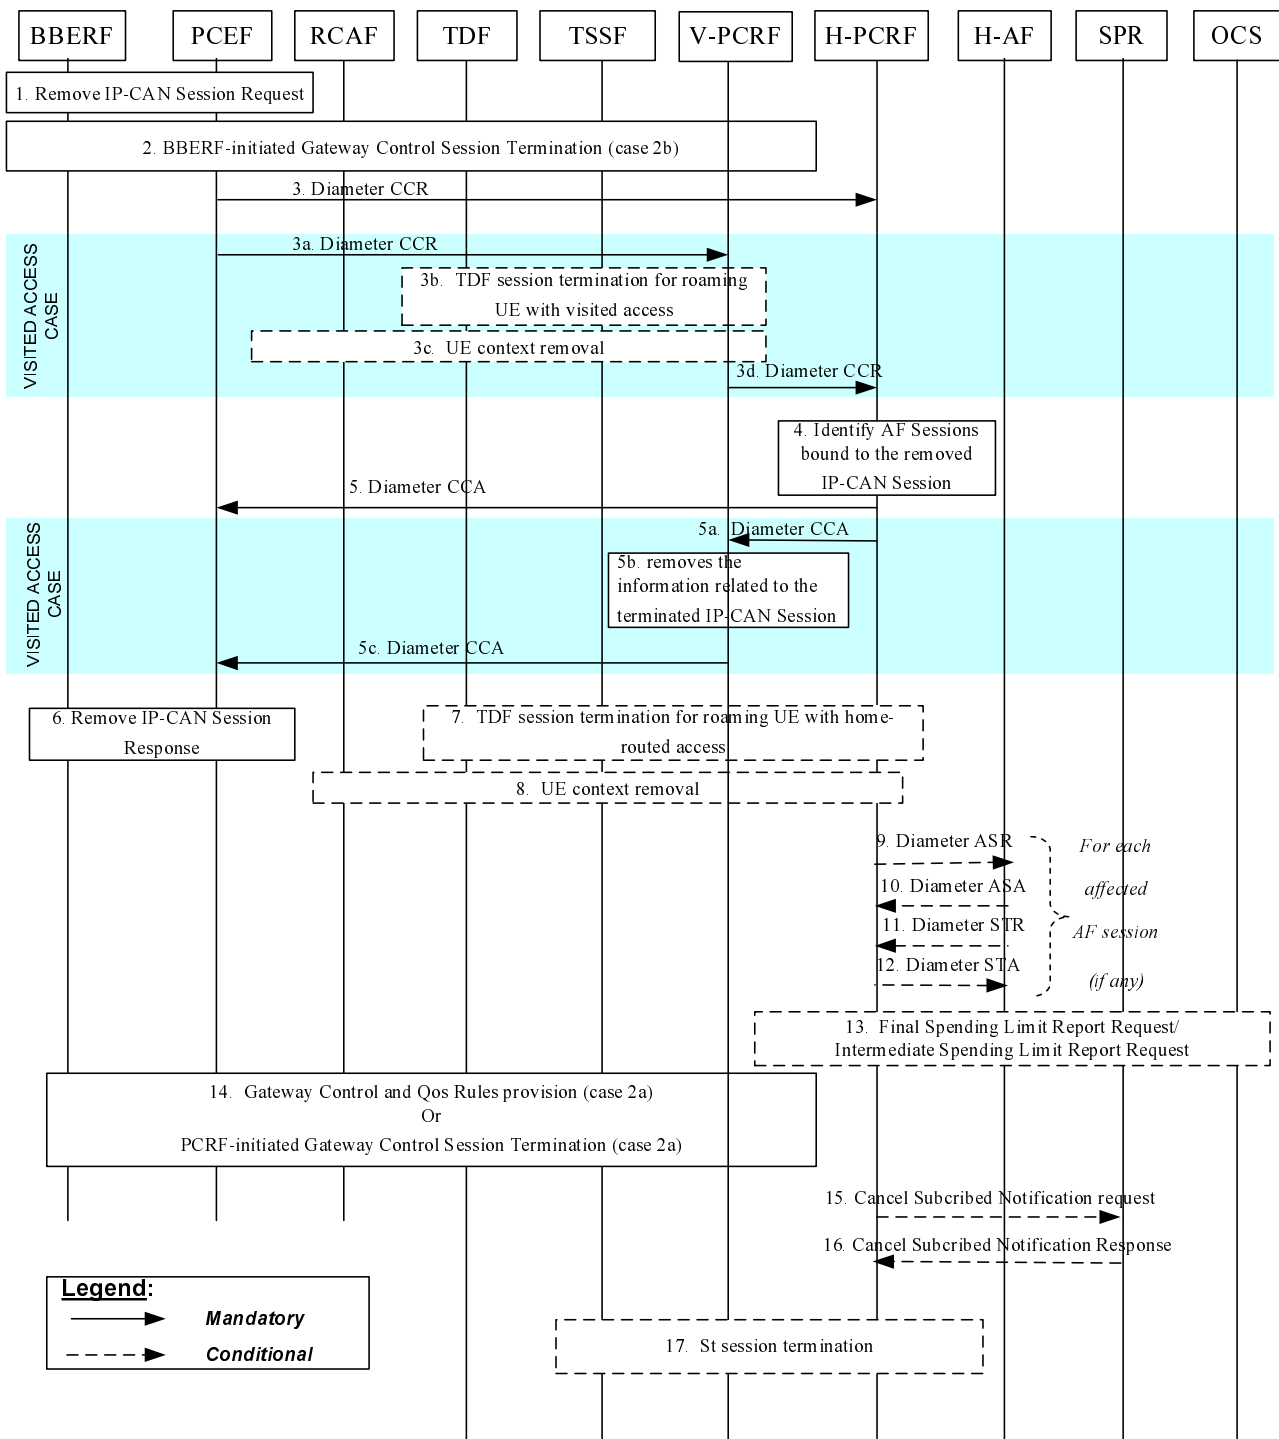 BBERF PCEF RCAF TDF TSSF V-PCRF H-PCRF H-AF SPR OCS
1. Remove IP-CAN Session Request
2. BBERF-initiated Gateway Control Session Termination (case 2b)
3. Diameter CCR
VISITED ACCESS
CASE
3a. Diameter CCR
3b. TDF session termination for roaming
UE with visited access
3c. UE context removal
3d. Diameter CCR
4. Identify AF Sessions
bound to the removed
IP-CAN Session
5. Diameter CCA
VISITED ACCESS
CASE
5a. Diameter CCA
5b. removes the
information related to the
terminated IP-CAN Session
5c. Diameter CCA
6. Remove IP-CAN Session
Response
7. TDF session termination for roaming UE with home-
routed access
8. UE context removal
9. Diameter ASR
10. Diameter ASA
11. Diameter STR
12. Diameter STA
For each
affected
AF session
(if any)
13. Final Spending Limit Report Request/
Intermediate Spending Limit Report Request
14. Gateway Control and Qos Rules provision (case 2a)
Or
PCRF-initiated Gateway Control Session Termination (case 2a)
15. Cancel Subcribed Notification request
16. Cancel Subcribed Notification Response
Legend:
Mandatory
Conditional
17. St session termination